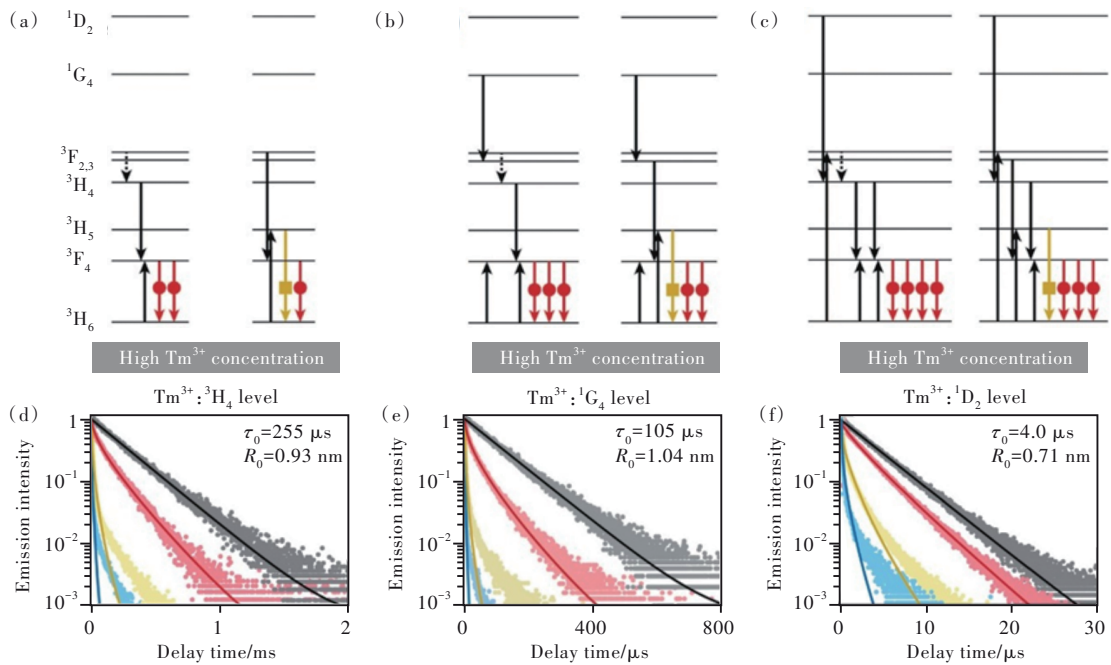 (a)
(b)
(c)
¹D₂
¹G₄
³F₂,₃
³H₄
³H₅
³F₄
³H₆
High Tm³⁺ concentration
High Tm³⁺ concentration
High Tm³⁺ concentration
(d)
Tm³⁺:³H₄ level
τ₀=255 μs
R₀=0.93 nm
Emission intensity
1
10⁻¹
10⁻²
10⁻³
0
1
2
Delay time/ms
(e)
Tm³⁺:¹G₄ level
τ₀=105 μs
R₀=1.04 nm
Emission intensity
1
10⁻¹
10⁻²
10⁻³
0
400
800
Delay time/μs
(f)
Tm³⁺:¹D₂ level
τ₀=4.0 μs
R₀=0.71 nm
Emission intensity
1
10⁻¹
10⁻²
10⁻³
0
10
20
30
Delay time/μs